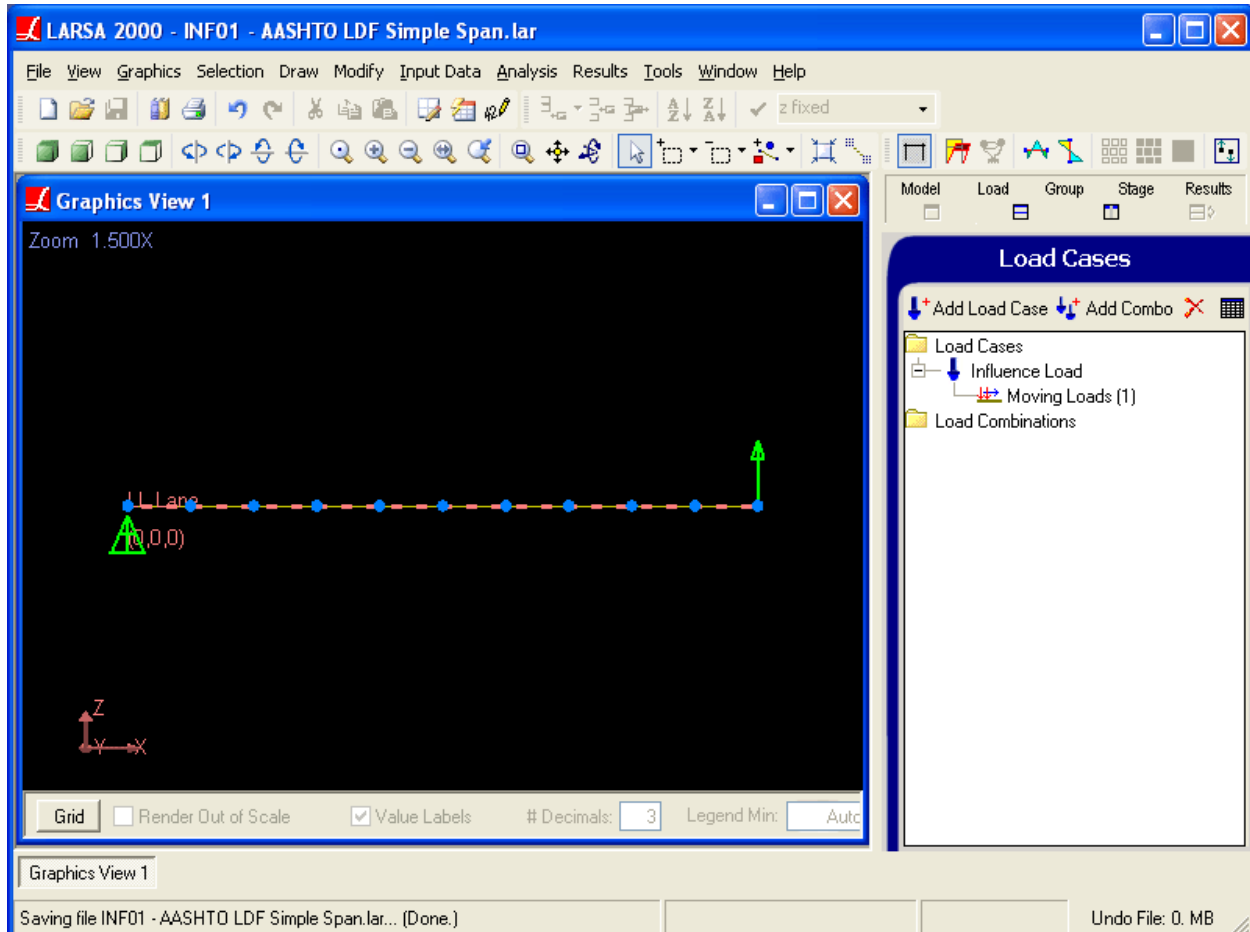 LARSA 2000 - INF01 - AASHTO LDF Simple Span.lar
File View Graphics Selection Draw Modify Input Data Analysis Results Tools Window Help
z fixed
Model Load Group Stage Results
Graphics View 1
Zoom 1.500X
LL Lane
(0,0,0)
Z
Y X
Grid Render Out of Scale Value Labels # Decimals: 3 Legend Min: Auto
Load Cases
Add Load Case Add Combo
Load Cases
Influence Load
Moving Loads (1)
Load Combinations
Graphics View 1
Saving file INF01 - AASHTO LDF Simple Span.lar... (Done.) Undo File: 0. MB